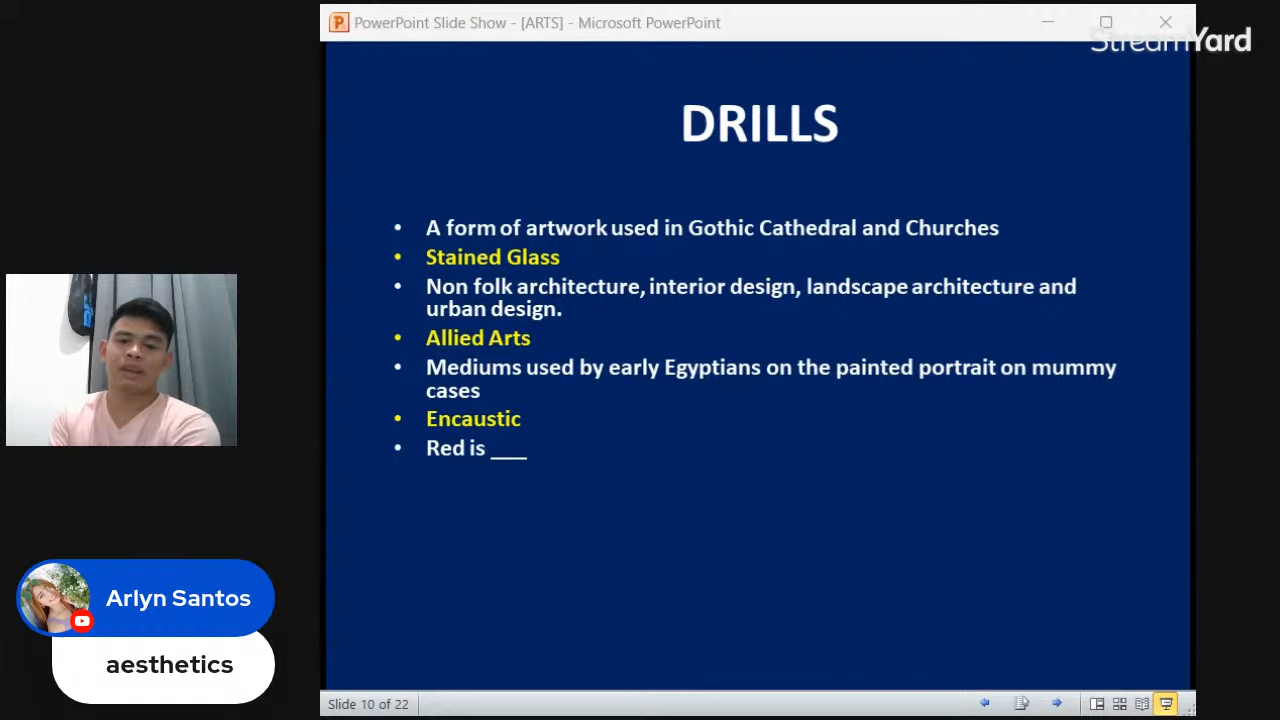 PowerPoint Slide Show - [ARTS] - Microsoft PowerPoint
StreamYard
DRILLS
• A form of artwork used in Gothic Cathedral and Churches
• Stained Glass
• Non folk architecture, interior design, landscape architecture and
urban design.
• Allied Arts
• Mediums used by early Egyptians on the painted portrait on mummy
cases
• Encaustic
• Red is ___
Arlyn Santos
aesthetics
Slide 10 of 22